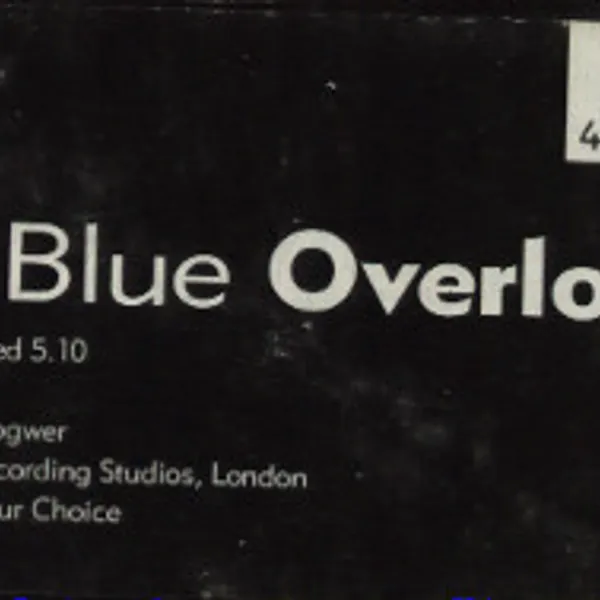 4
Blue Overlo
ed 5.10
ogwer
cording Studios, London
ur Choice